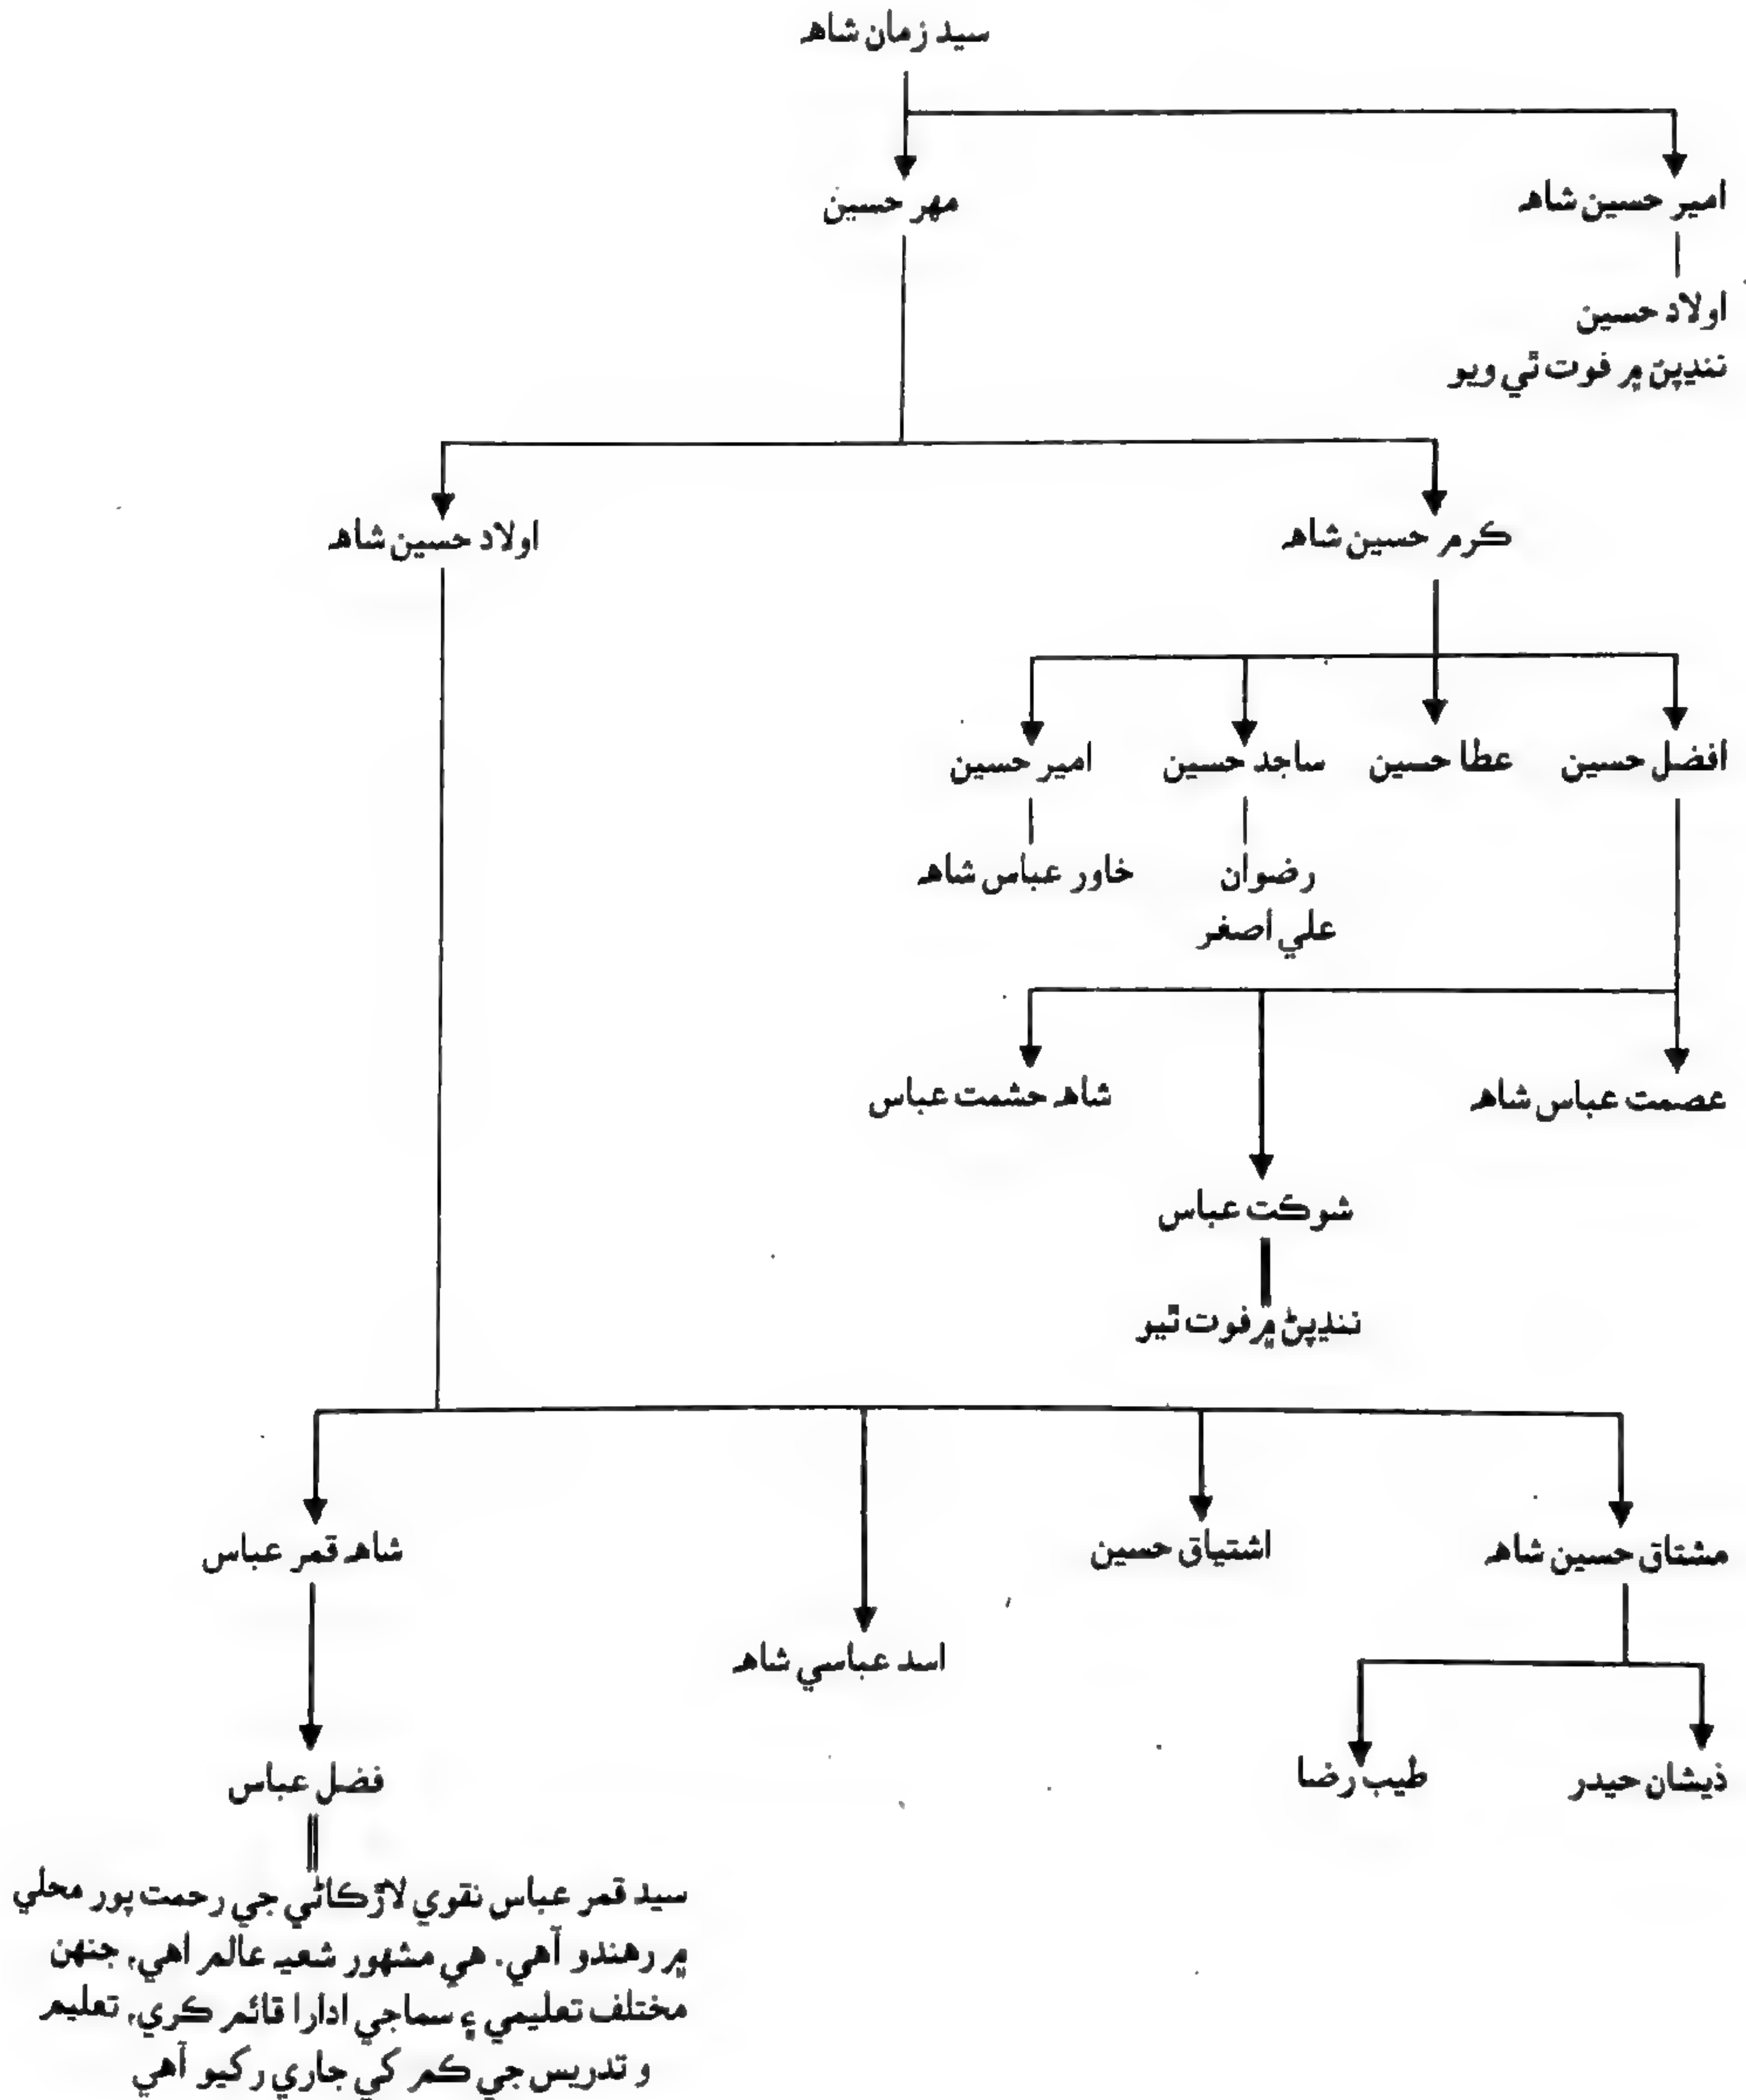 سيد زمان شاهہ
امير حسين شاهہ
مهر حسين
اولاد حسين
ننڍپڻ ۾ فوت ٿي ويو
ڪرم حسين شاهہ
اولاد حسين شاهہ
افضل حسين
عطا حسين
ساجد حسين
امير حسين
رضوان
علي اصغر
خاور عباس شاهہ
عصمت عباس شاهہ
شاهہ حشمت عباس
شوڪت عباس
ننڍپڻ ۾ فوت ٿيو
مشتاق حسين شاهہ
اشتياق حسين
اسد عباسي شاهہ
شاهہ قمر عباس
ذيشان حيدر
طيب رضا
فضل عباس
سيد قمر عباس نقوي لاڙڪاڻي جي رحمت پور محلي
۾ رهندو آهي. هي مشهور شعيہ عالم آهي، جنهن
مختلف تعليمي ۽ سماجي ادارا قائم ڪري، تعليم
و تدريس جي ڪم کي جاري رکيو آهي